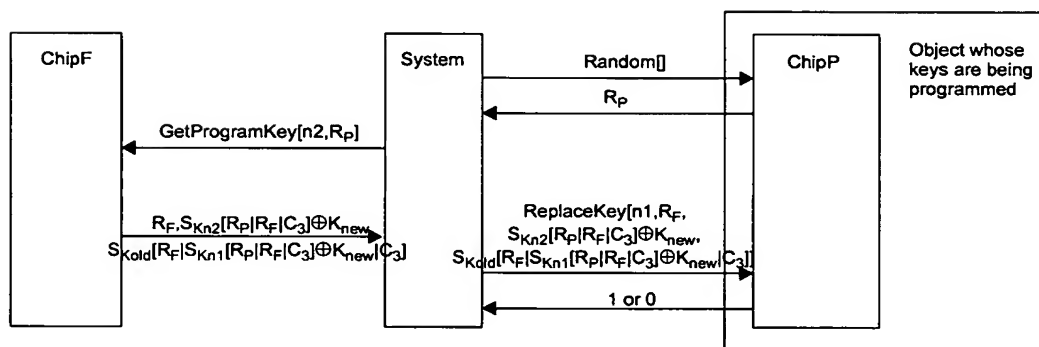 ChipF
System
ChipP
Object whose
keys are being
programmed
Random[]
R_P
GetProgramKey[n2,R_P]
R_F,S_Kn2[R_P|R_F|C_3]⊕K_new
S_Kold[R_F|S_Kn1[R_P|R_F|C_3]⊕K_new|C_3]
ReplaceKey[n1,R_F,
S_Kn2[R_P|R_F|C_3]⊕K_new,
S_Kold[R_F|S_Kn1[R_P|R_F|C_3]⊕K_new|C_3]]
1 or 0